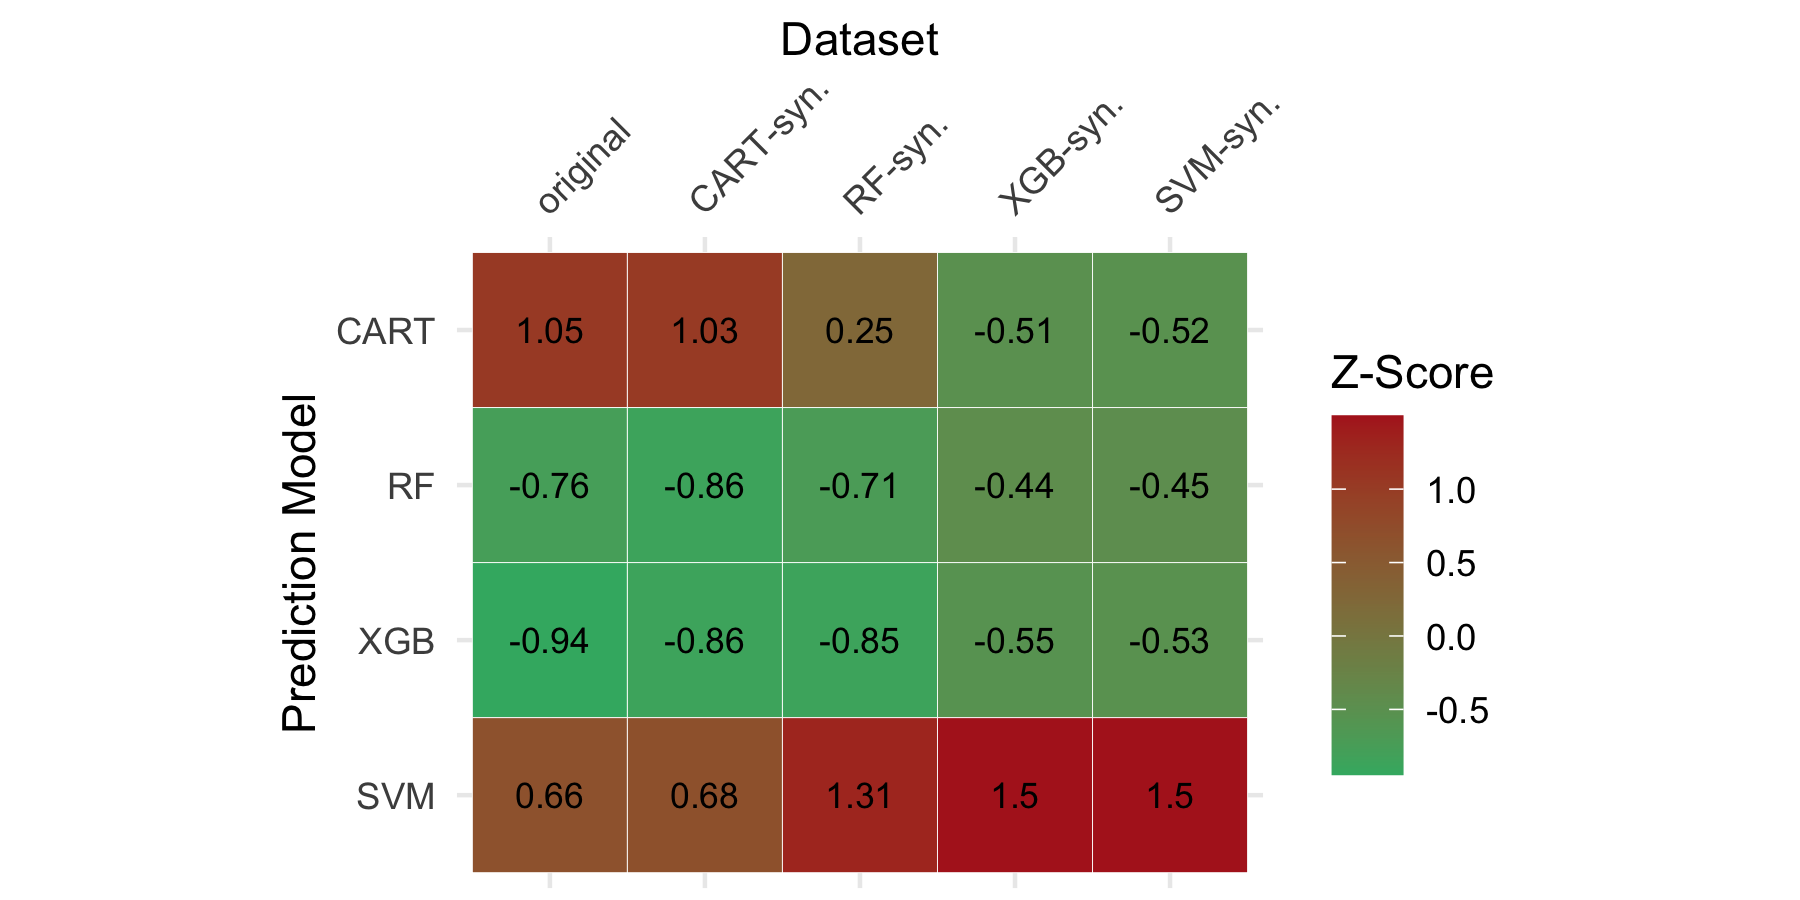 Dataset
original CART-syn. RF-syn. XGB-syn. SVM-syn.
Prediction Model
CART 1.05 1.03 0.25 -0.51 -0.52
RF -0.76 -0.86 -0.71 -0.44 -0.45
XGB -0.94 -0.86 -0.85 -0.55 -0.53
SVM 0.66 0.68 1.31 1.5 1.5
Z-Score
1.0
0.5
0.0
-0.5